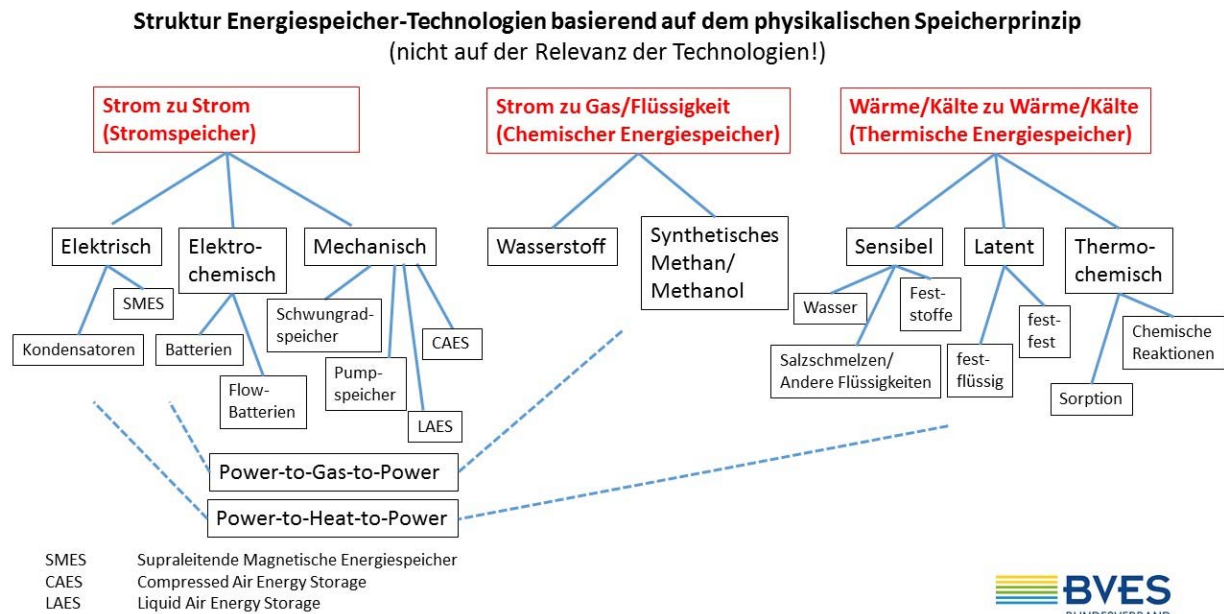 Struktur Energiespeicher-Technologien basierend auf dem physikalischen Speicherprinzip
(nicht auf der Relevanz der Technologien!)
Strom zu Strom
(Stromspeicher)
Strom zu Gas/Flüssigkeit
(Chemischer Energiespeicher)
Wärme/Kälte zu Wärme/Kälte
(Thermische Energiespeicher)
Elektrisch
Elektro-
chemisch
Mechanisch
Wasserstoff
Synthetisches
Methan/
Methanol
Sensibel
Latent
Thermo-
chemisch
SMES
Kondensatoren
Batterien
Flow-
Batterien
Schwungrad-
speicher
Pump-
speicher
CAES
LAES
Wasser
Fest-
stoffe
Salzschmelzen/
Andere Flüssigkeiten
fest-
flüssig
fest-
fest
Chemische
Reaktionen
Sorption
Power-to-Gas-to-Power
Power-to-Heat-to-Power
SMES Supraleitende Magnetische Energiespeicher
CAES Compressed Air Energy Storage
LAES Liquid Air Energy Storage
BVES
BUNDESVERBAND